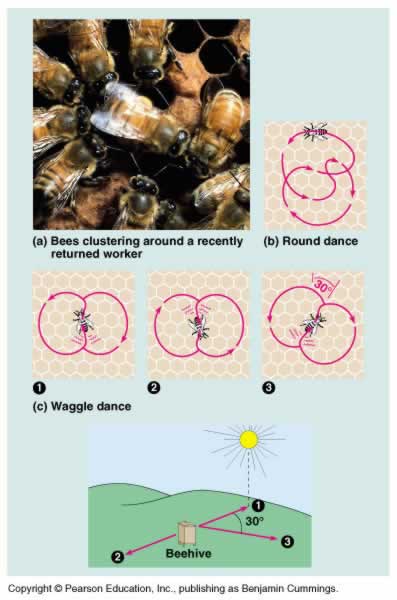 (a) Bees clustering around a recently
returned worker
(b) Round dance
30°
1
2
3
(c) Waggle dance
1
30°
3
2
Beehive
Copyright © Pearson Education, Inc., publishing as Benjamin Cummings.